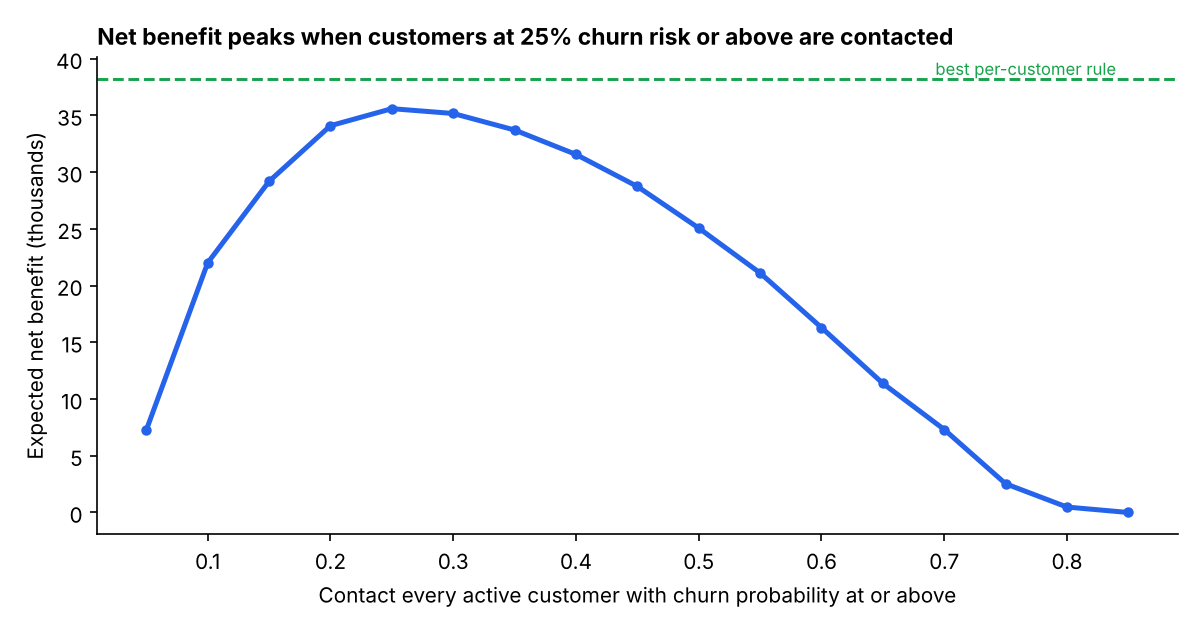 Net benefit peaks when customers at 25% churn risk or above are contacted
best per-customer rule
Expected net benefit (thousands)
40
35
30
25
20
15
10
5
0
0.1 0.2 0.3 0.4 0.5 0.6 0.7 0.8
Contact every active customer with churn probability at or above